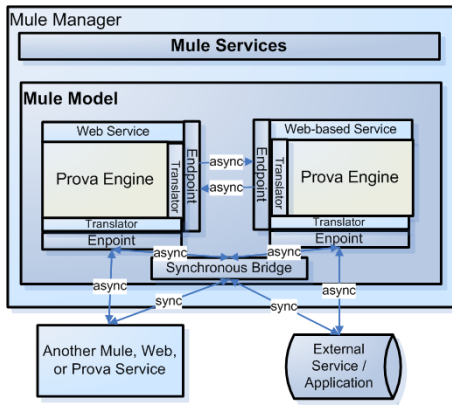 Mule Manager
Mule Services
Mule Model
Web Service
Prova Engine
Translator
Endpoint
Translator
Enpoint
async
async
Web-based Service
Endpoint
Translator
Prova Engine
Translator
Enpoint
async
async
Synchronous Bridge
async
sync
sync
async
Another Mule, Web,
or Prova Service
External
Service /
Application